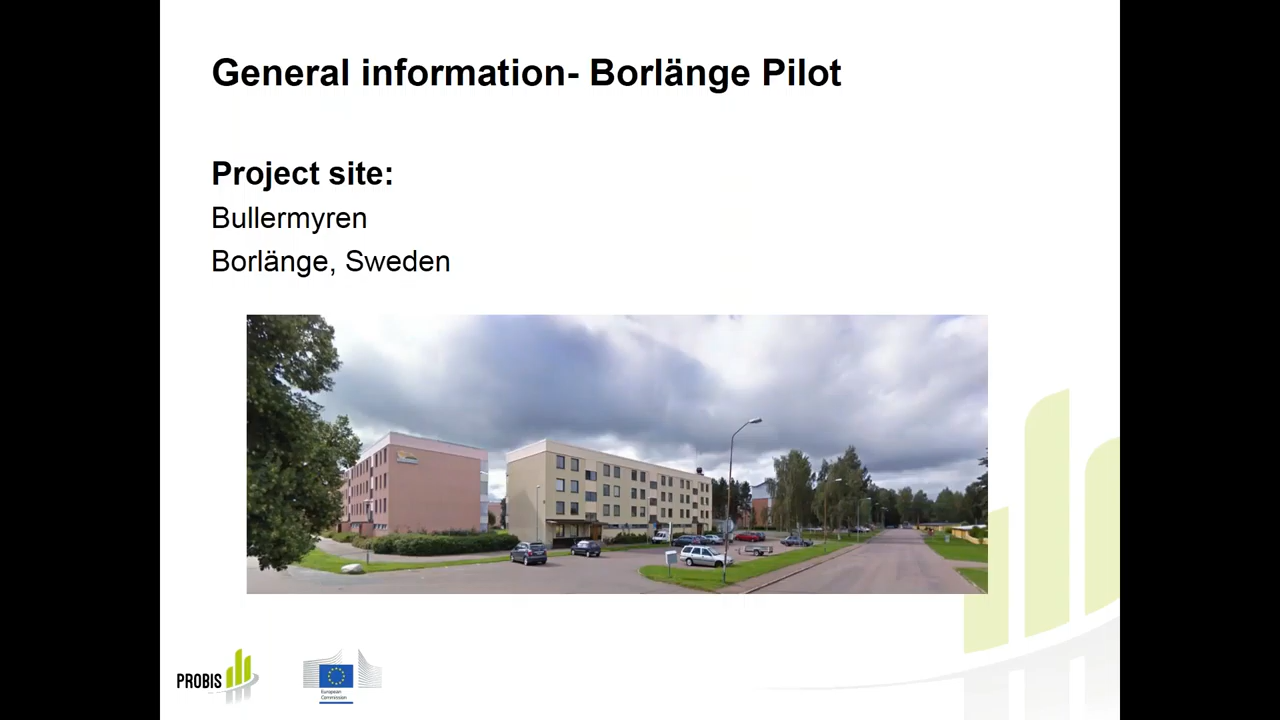 General information- Borlänge Pilot
Project site:
Bullermyren
Borlänge, Sweden
PROBIS
European
Commission